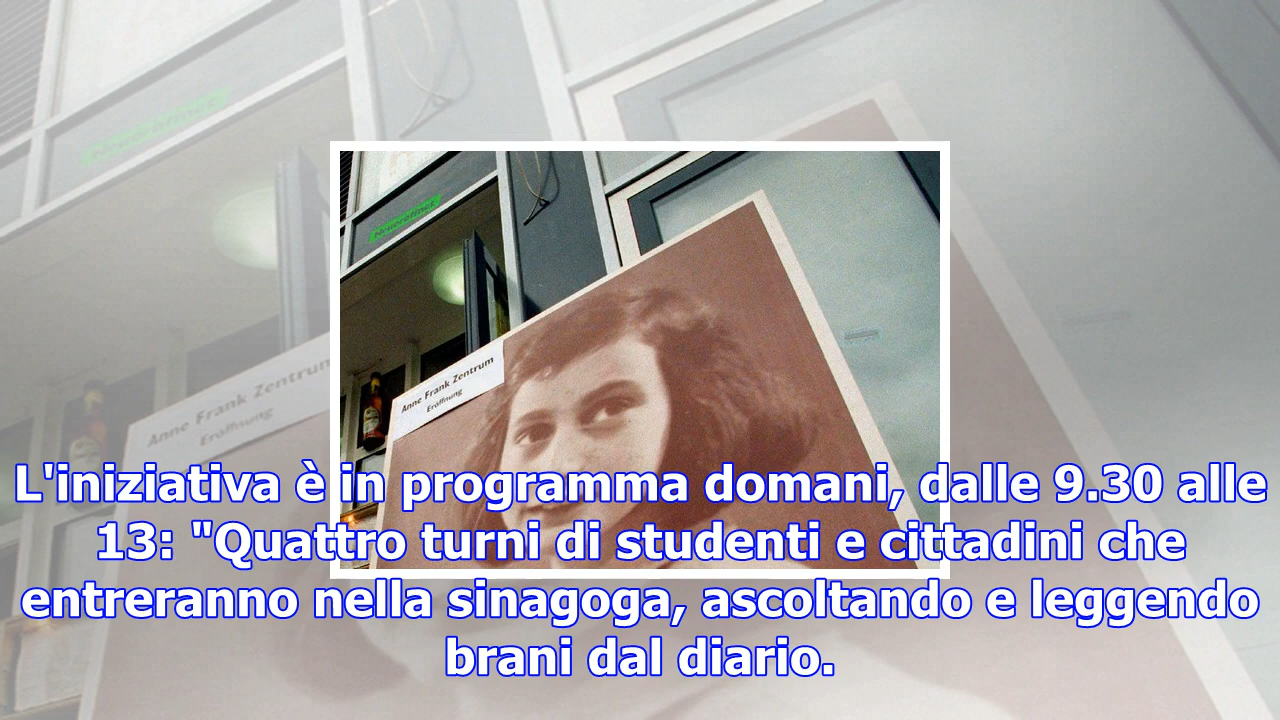 Neueröffnet
Anne Frank Zentrum
Eröffnung
L'iniziativa è in programma domani, dalle 9.30 alle
13: "Quattro turni di studenti e cittadini che
entreranno nella sinagoga, ascoltando e leggendo
brani dal diario.